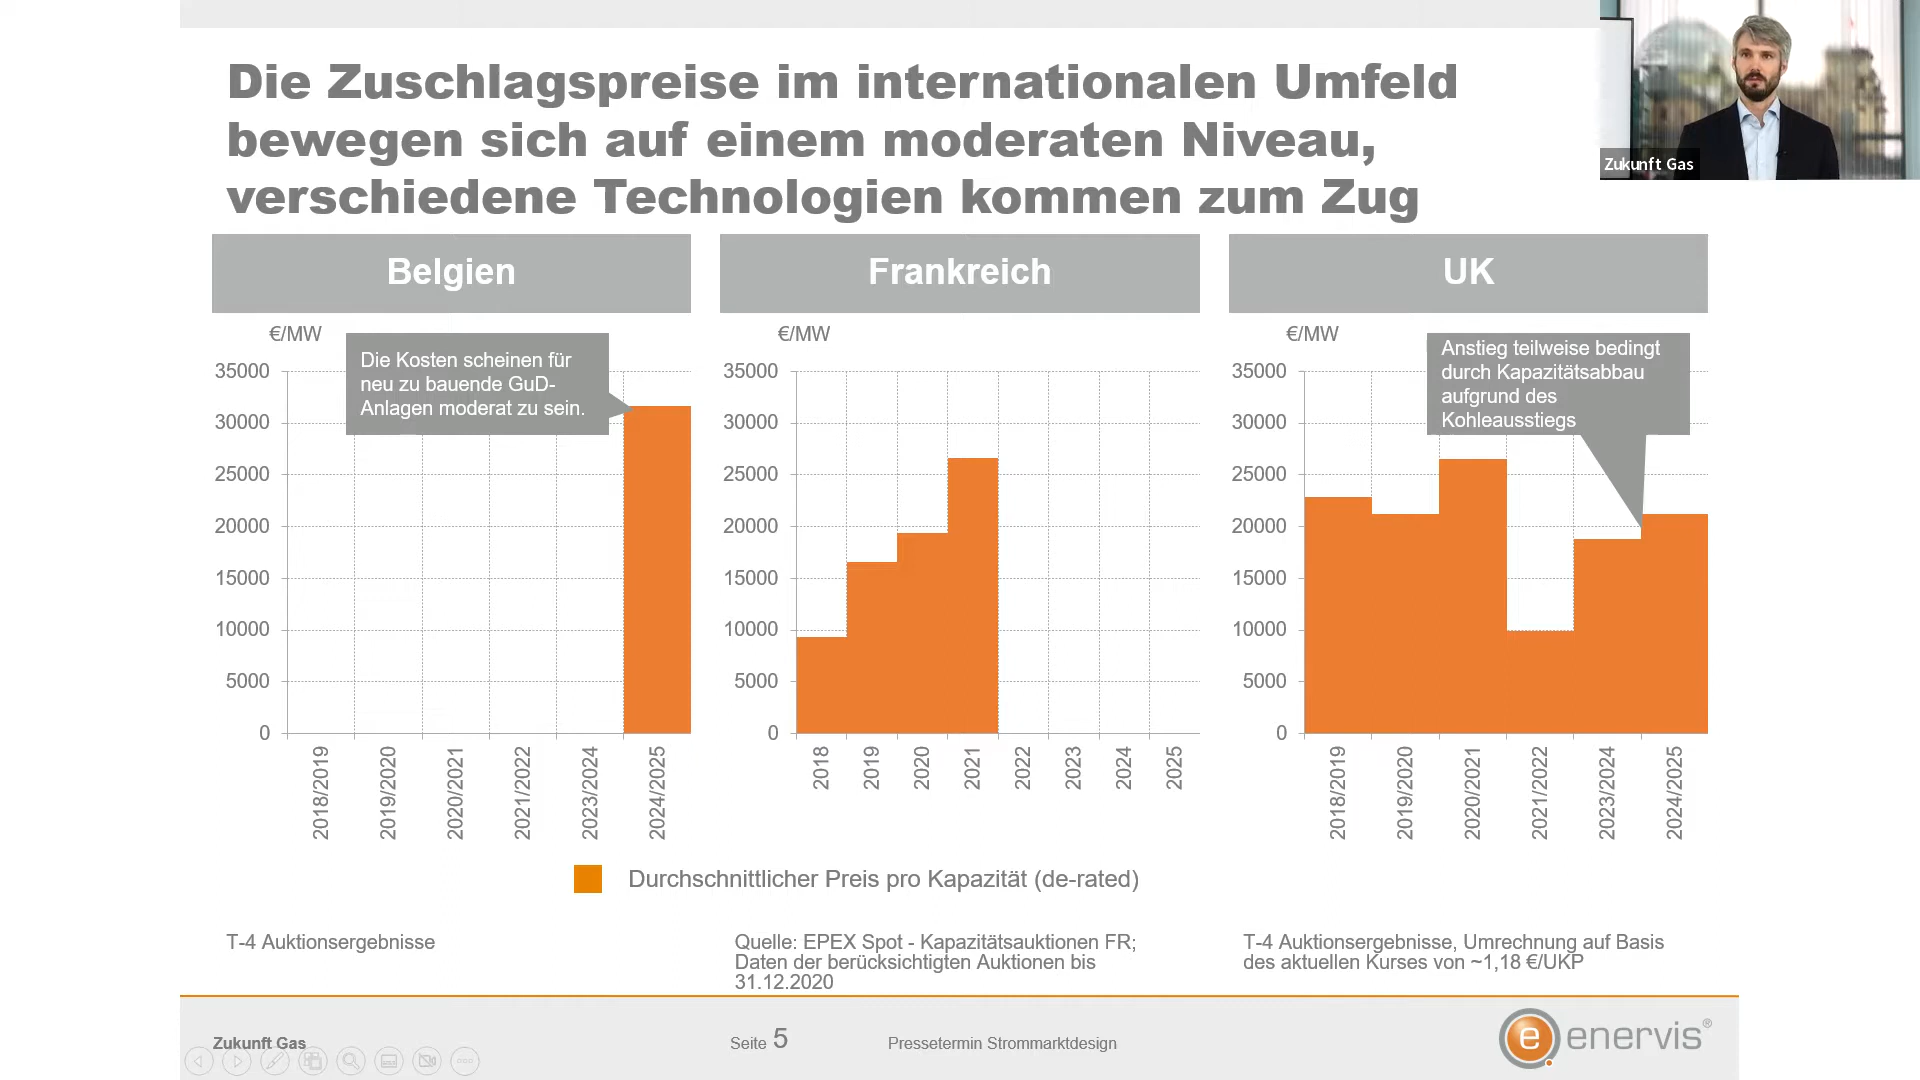 Die Zuschlagspreise im internationalen Umfeld
bewegen sich auf einem moderaten Niveau,
verschiedene Technologien kommen zum Zug
Zukunft Gas
Belgien
€/MW
Die Kosten scheinen für
neu zu bauende GuD-
Anlagen moderat zu sein.
35000
30000
25000
20000
15000
10000
5000
0
2018/2019
2019/2020
2020/2021
2021/2022
2023/2024
2024/2025
Frankreich
€/MW
35000
30000
25000
20000
15000
10000
5000
0
2018
2019
2020
2021
2022
2023
2024
2025
UK
€/MW
Anstieg teilweise bedingt
durch Kapazitätsabbau
aufgrund des
Kohleausstiegs
35000
30000
25000
20000
15000
10000
5000
0
2018/2019
2019/2020
2020/2021
2021/2022
2023/2024
2024/2025
Durchschnittlicher Preis pro Kapazität (de-rated)
T-4 Auktionsergebnisse
Quelle: EPEX Spot - Kapazitätsauktionen FR;
Daten der berücksichtigten Auktionen bis
31.12.2020
T-4 Auktionsergebnisse, Umrechnung auf Basis
des aktuellen Kurses von ~1,18 €/UKP
Zukunft Gas
Seite 5
Pressetermin Strommarktdesign
e enervis®